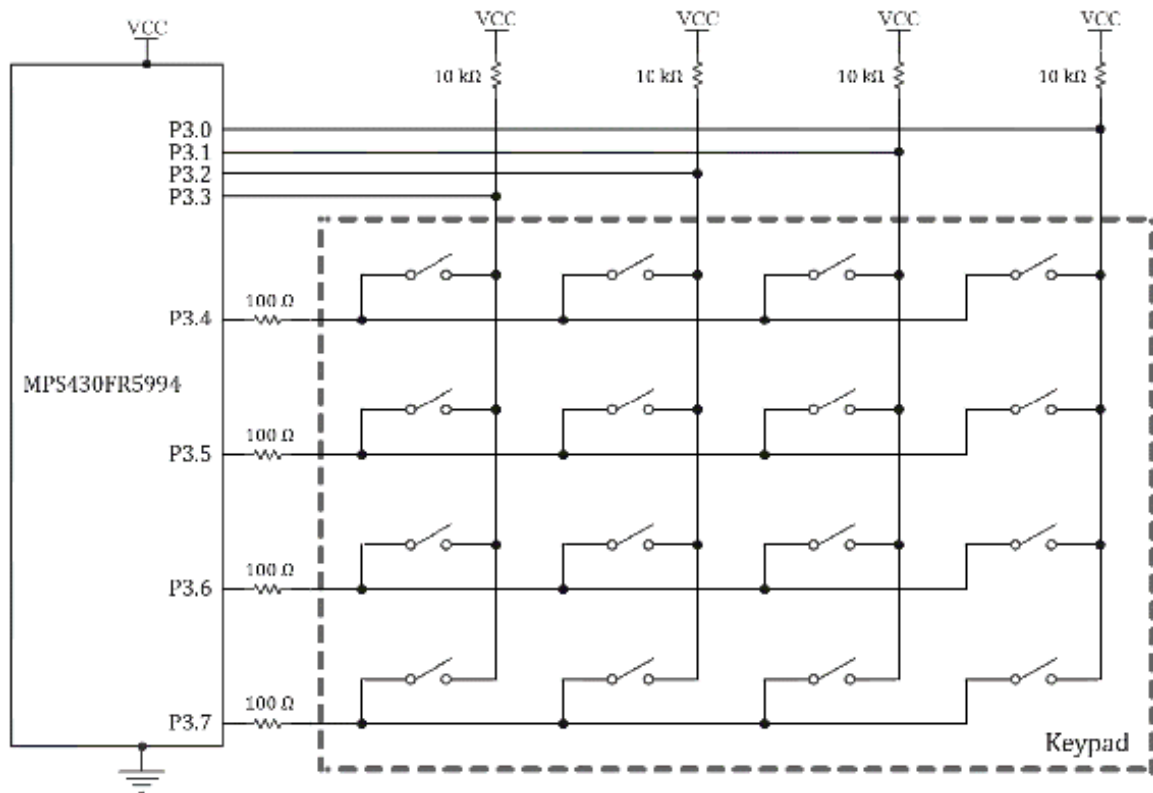 VCC
VCC
VCC
VCC
VCC
10 kΩ
10 kΩ
10 kΩ
10 kΩ
P3.0
P3.1
P3.2
P3.3
100 Ω
P3.4
MPS430FR5994
100 Ω
P3.5
100 Ω
P3.6
100 Ω
P3.7
Keypad